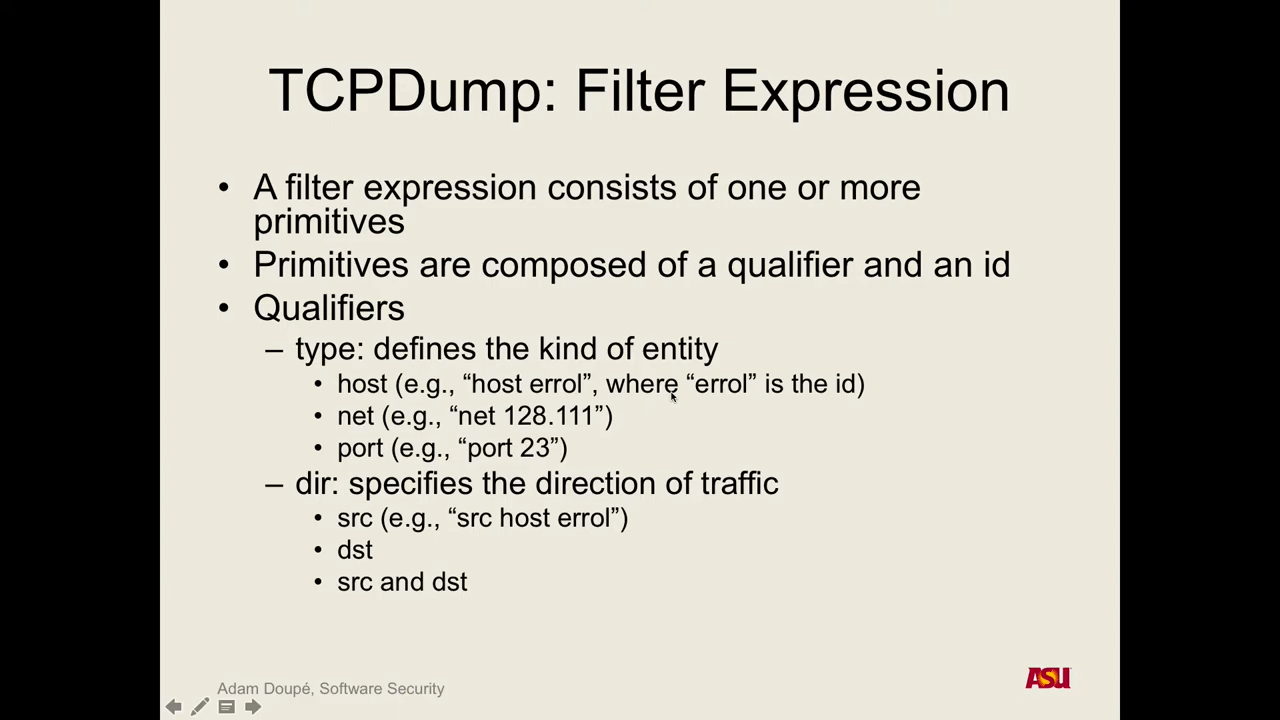 TCPDump: Filter Expression
• A filter expression consists of one or more
primitives
• Primitives are composed of a qualifier and an id
• Qualifiers
– type: defines the kind of entity
• host (e.g., “host errol”, where “errol” is the id)
• net (e.g., “net 128.111”)
• port (e.g., “port 23”)
– dir: specifies the direction of traffic
• src (e.g., “src host errol”)
• dst
• src and dst
Adam Doupé, Software Security
ASU